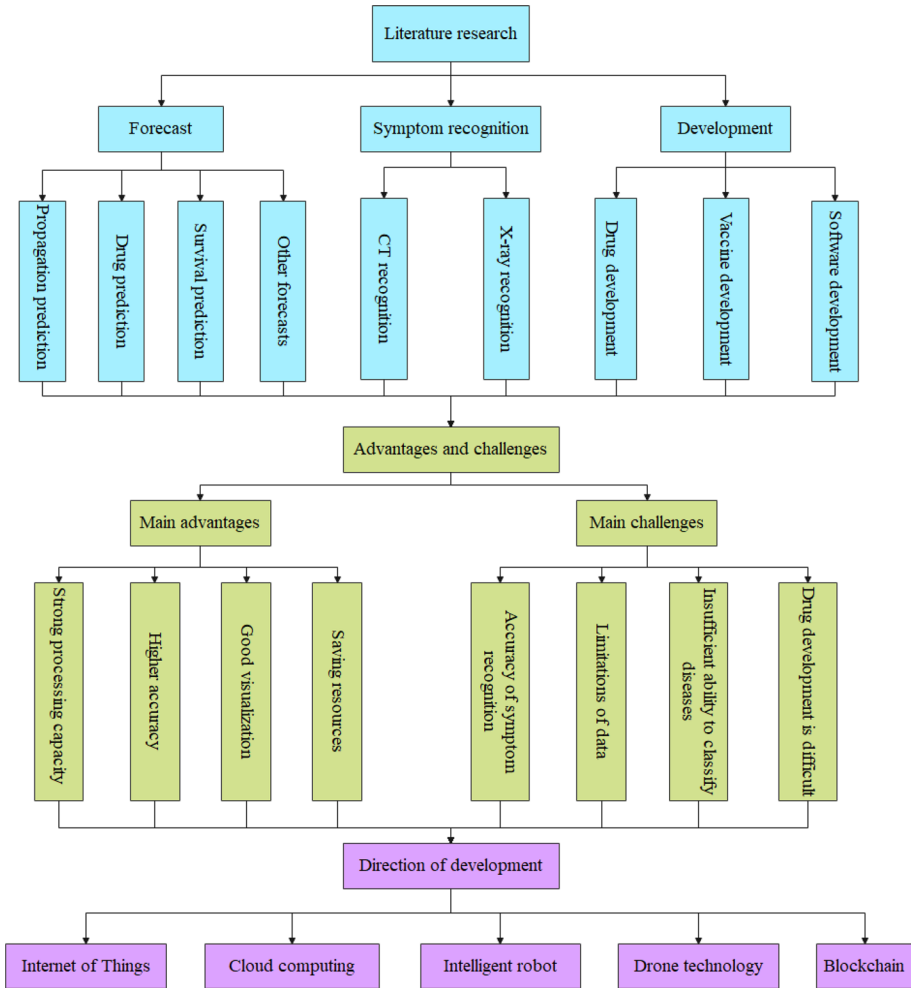 Literature research
Forecast
Symptom recognition
Development
Propagation prediction
Drug prediction
Survival prediction
Other forecasts
CT recognition
X-ray recognition
Drug development
Vaccine development
Software development
Advantages and challenges
Main advantages
Main challenges
Strong processing capacity
Higher accuracy
Good visualization
Saving resources
Accuracy of symptom
recognition
Limitations of data
Insufficient ability to classify
diseases
Drug development is difficult
Direction of development
Internet of Things
Cloud computing
Intelligent robot
Drone technology
Blockchain